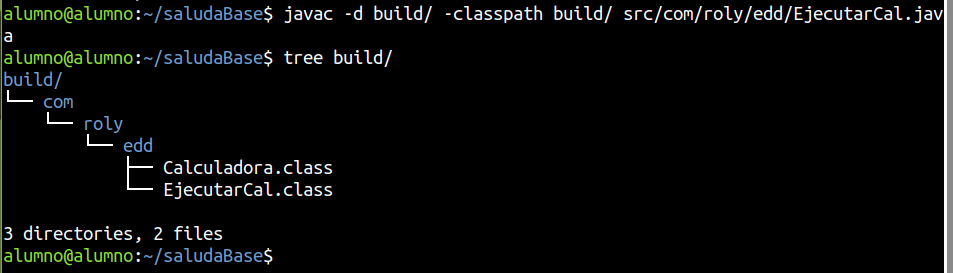 alumno@alumno:~/saludaBase$ javac -d build/ -classpath build/ src/com/roly/edd/EjecutarCal.jav
a
alumno@alumno:~/saludaBase$ tree build/
build/
└── com
    └── roly
        └── edd
            ├── Calculadora.class
            └── EjecutarCal.class

3 directories, 2 files
alumno@alumno:~/saludaBase$